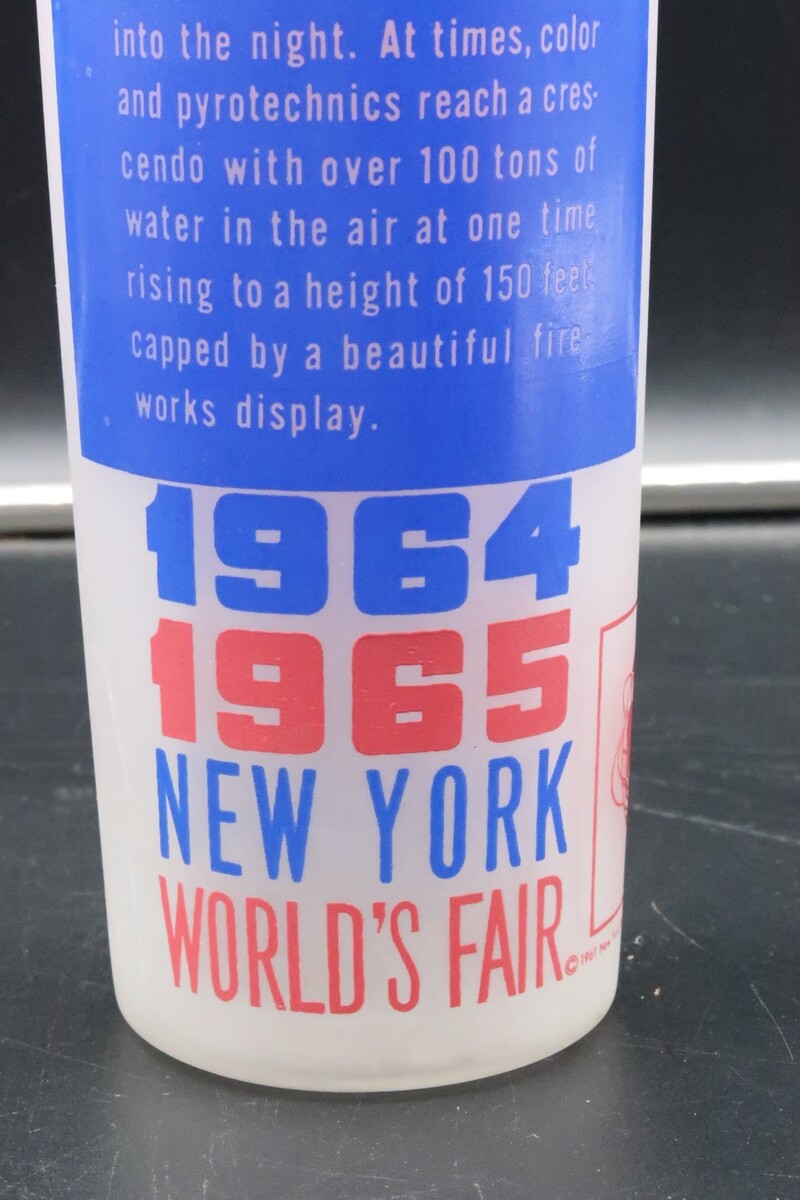 into the night. At times, color
and pyrotechnics reach a cres-
cendo with over 100 tons of
water in the air at one time
rising to a height of 150 feet.
capped by a beautiful fire-
works display.
1964
1965
NEW YORK
WORLD'S FAIR
© 1961 New